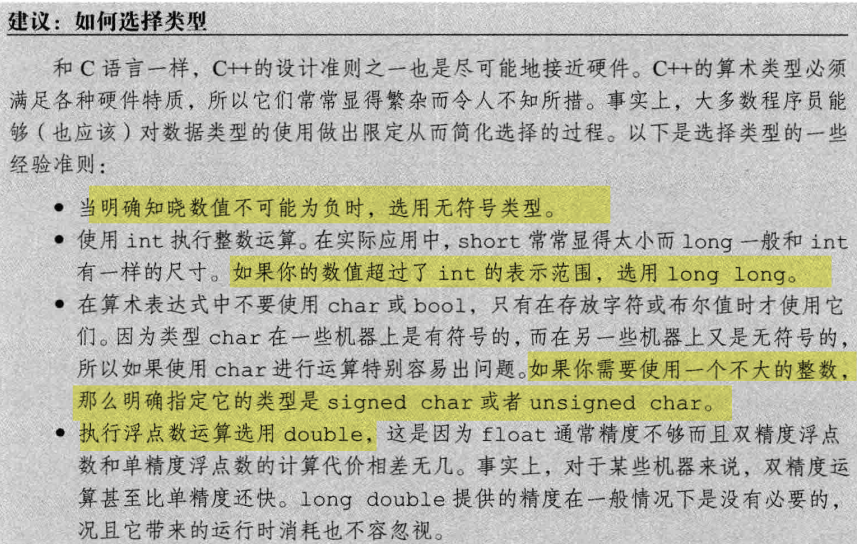 建议：如何选择类型
和 C 语言一样，C++的设计准则之一也是尽可能地接近硬件。C++的算术类型必须
满足各种硬件特质，所以它们常常显得繁杂而令人不知所措。事实上，大多数程序员能
够（也应该）对数据类型的使用做出限定从而简化选择的过程。以下是选择类型的一些
经验准则：
• 当明确知晓数值不可能为负时，选用无符号类型。
• 使用 int 执行整数运算。在实际应用中，short 常常显得太小而 long 一般和 int
有一样的尺寸。如果你的数值超过了 int 的表示范围，选用 long long。
• 在算术表达式中不要使用 char 或 bool，只有在存放字符或布尔值时才使用它
们。因为类型 char 在一些机器上是有符号的，而在另一些机器上又是无符号的，
所以如果使用 char 进行运算特别容易出问题。如果你需要使用一个不大的整数，
那么明确指定它的类型是 signed char 或者 unsigned char。
• 执行浮点数运算选用 double，这是因为 float 通常精度不够而且双精度浮点
数和单精度浮点数的计算代价相差无几。事实上，对于某些机器来说，双精度运
算甚至比单精度还快。long double 提供的精度在一般情况下是没有必要的，
况且它带来的运行时消耗也不容忽视。